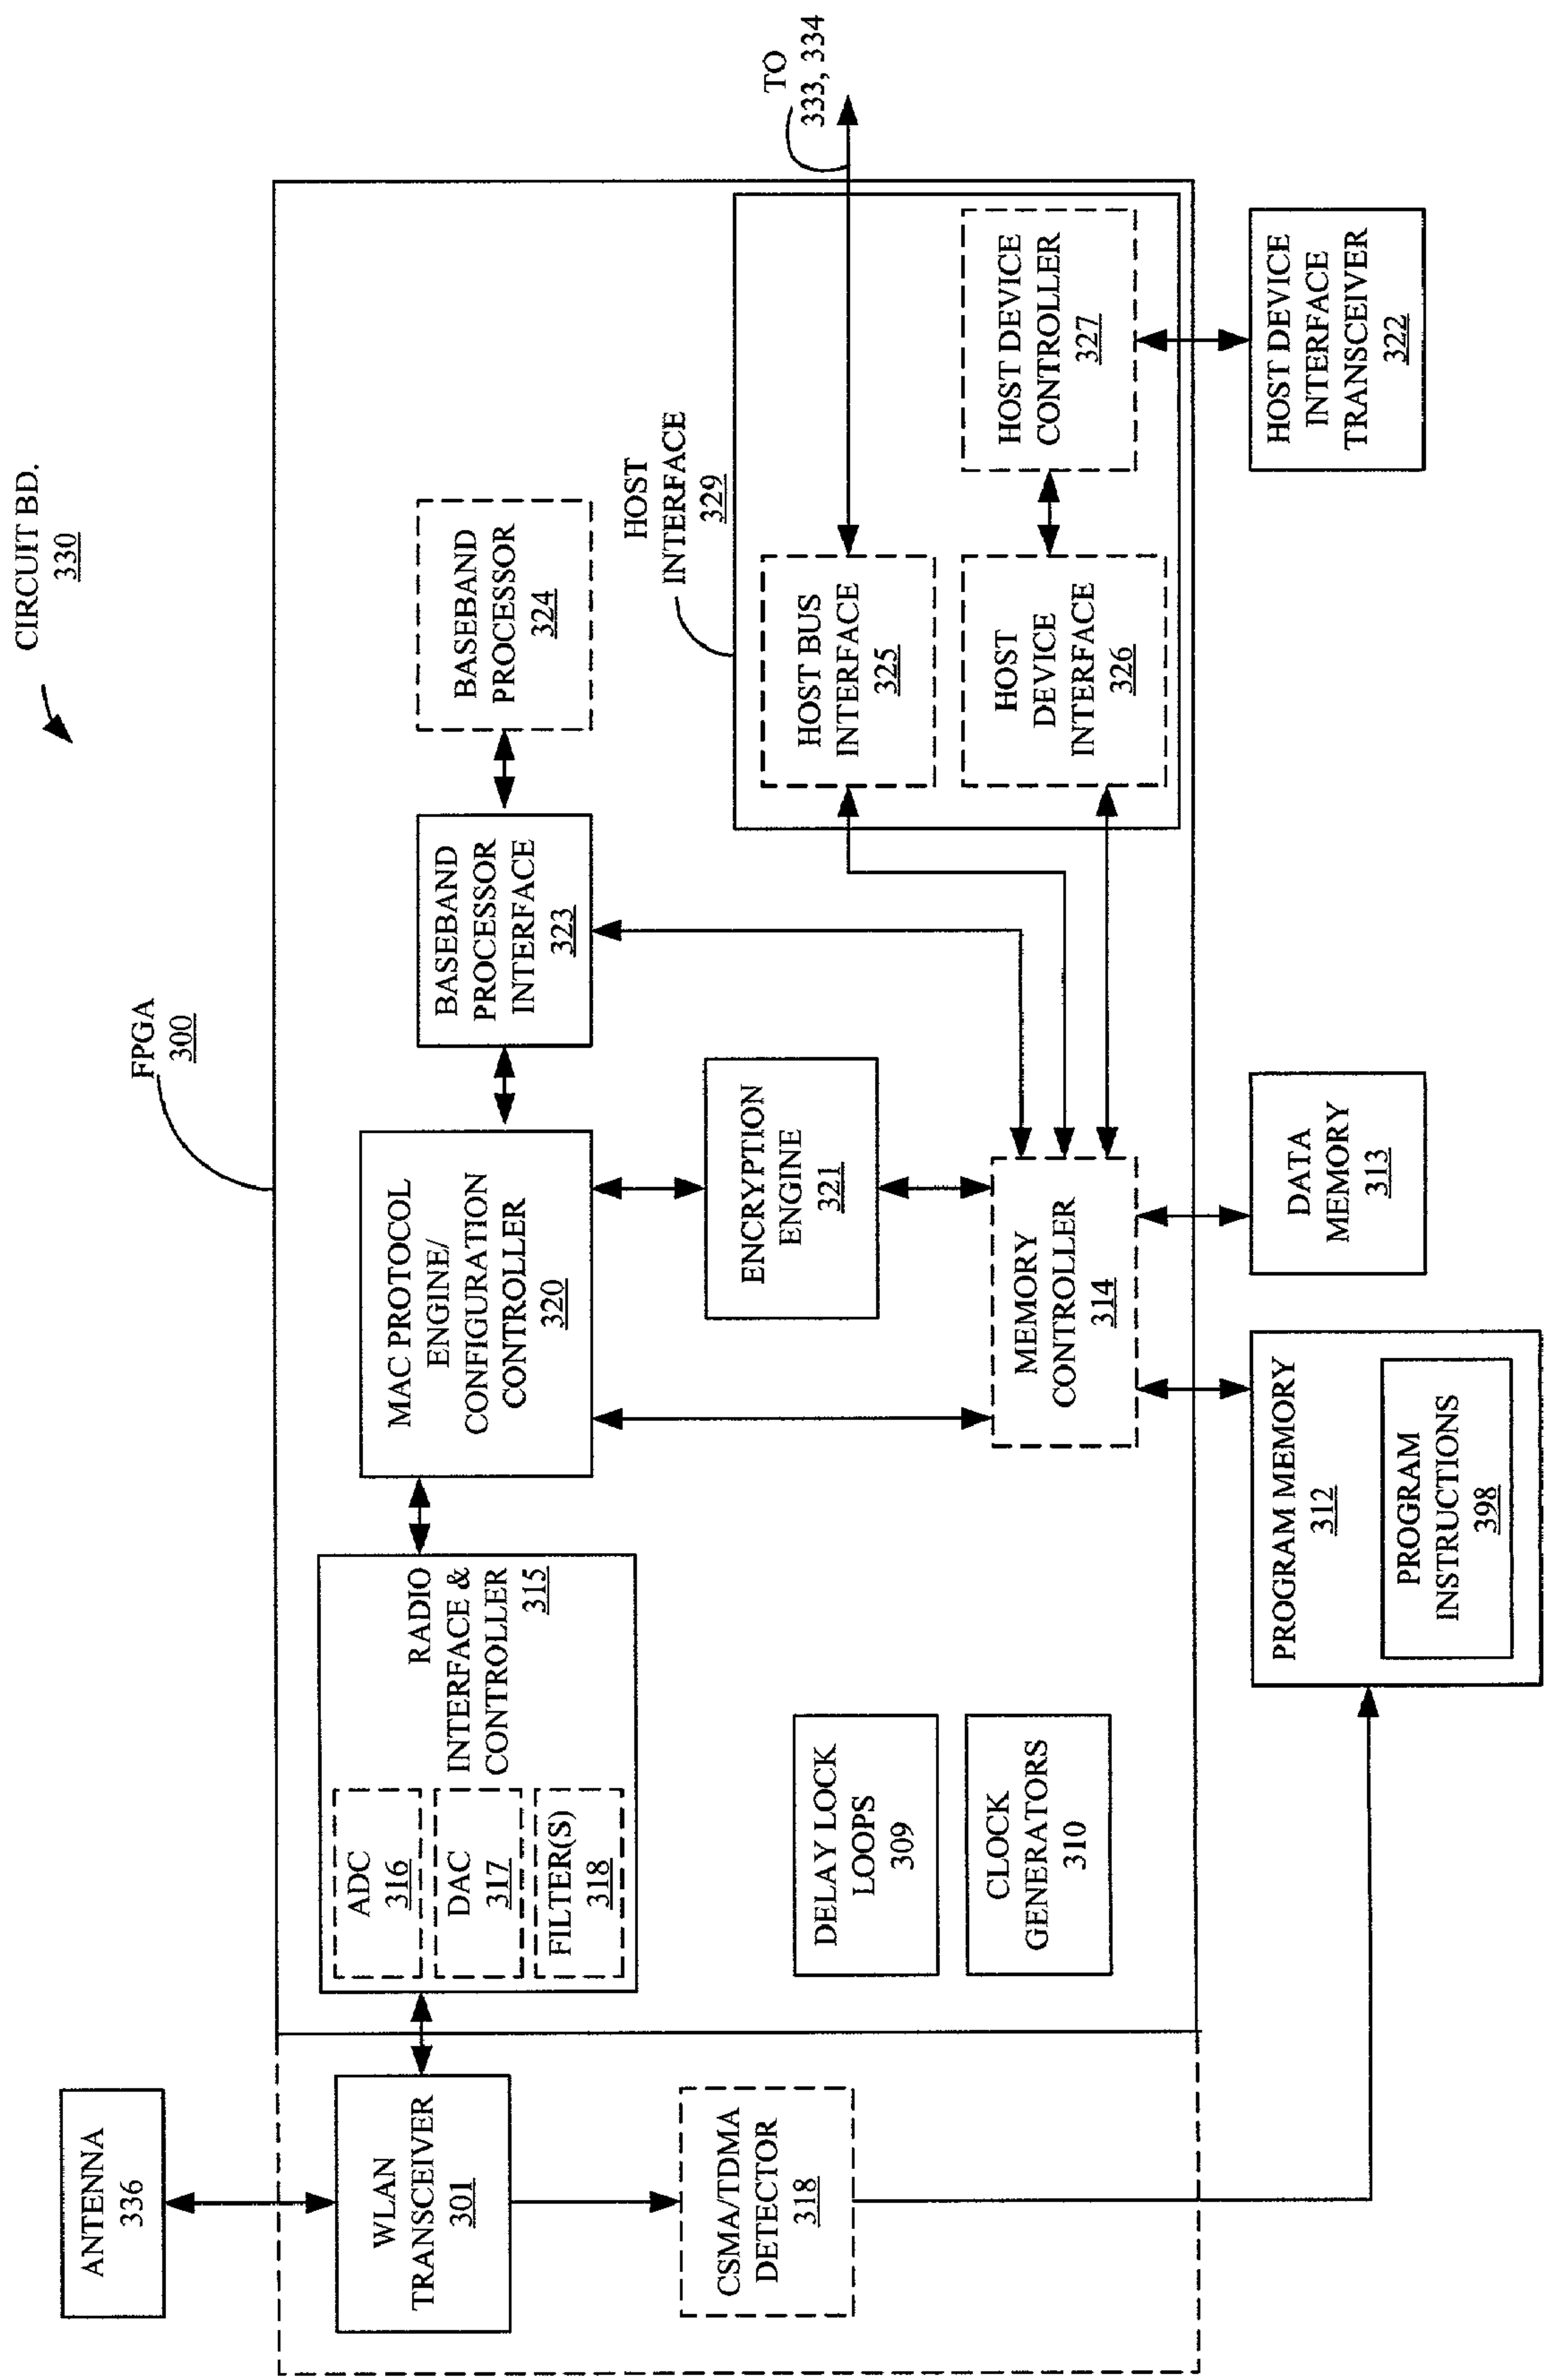 CIRCUIT BD.
330
FPGA
300
ANTENNA
336
WLAN
TRANSCEIVER
301
CSMA/TDMA
DETECTOR
318
ADC
316
DAC
317
FILTER(S)
318
RADIO
INTERFACE &
CONTROLLER
315
DELAY LOCK
LOOPS
309
CLOCK
GENERATORS
310
MAC PROTOCOL
ENGINE/
CONFIGURATION
CONTROLLER
320
ENCRYPTION
ENGINE
321
MEMORY
CONTROLLER
314
BASEBAND
PROCESSOR
INTERFACE
323
BASEBAND
PROCESSOR
324
HOST
INTERFACE
329
HOST BUS
INTERFACE
325
HOST
DEVICE
INTERFACE
326
HOST DEVICE
CONTROLLER
327
TO
333, 334
PROGRAM MEMORY
312
PROGRAM
INSTRUCTIONS
398
DATA
MEMORY
313
HOST DEVICE
INTERFACE
TRANSCEIVER
322